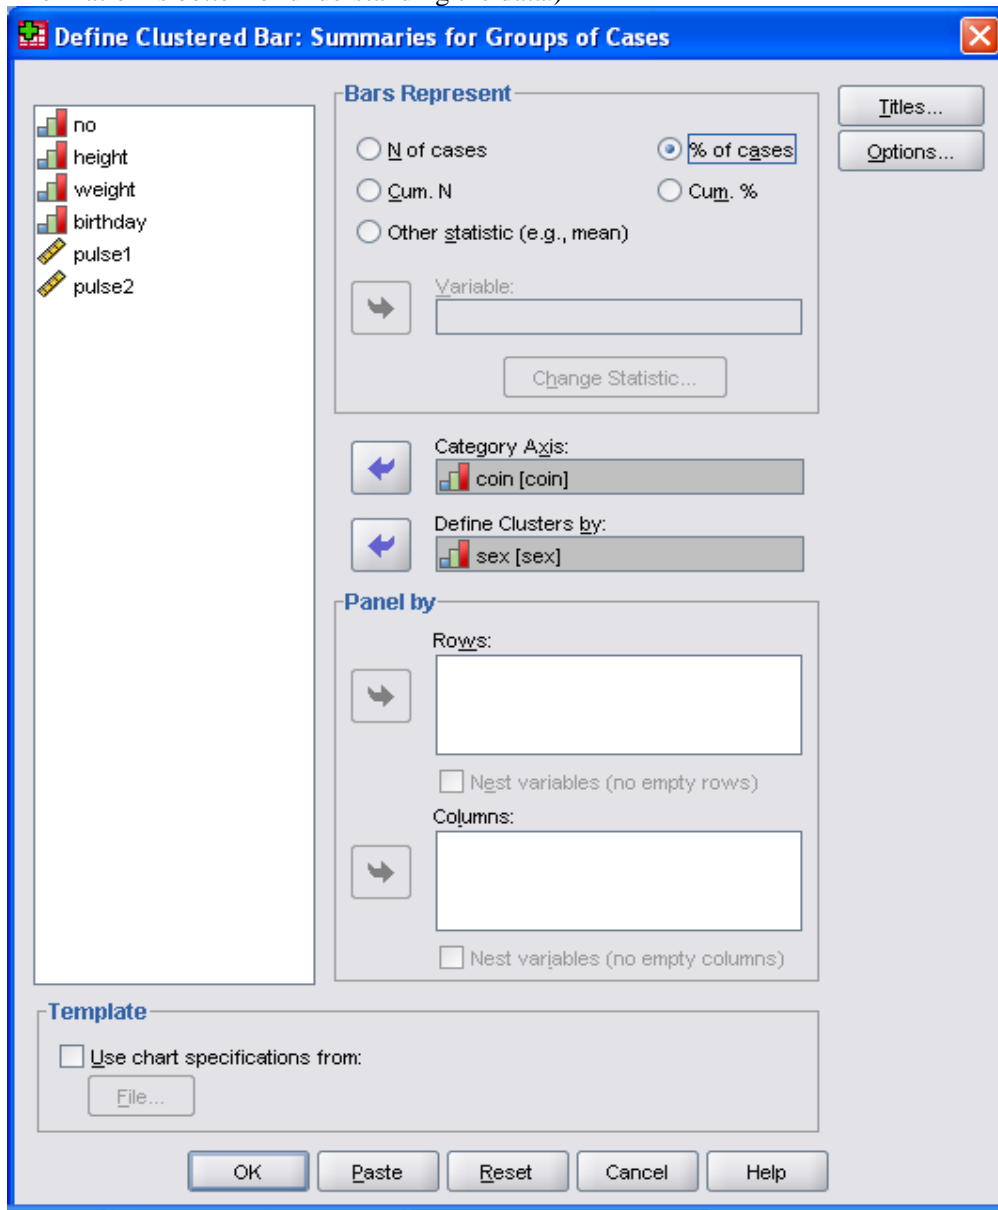 Define Clustered Bar: Summaries for Groups of Cases
no
height
weight
birthday
pulse1
pulse2
Bars Represent
N of cases
% of cases
Cum. N
Cum. %
Other statistic (e.g., mean)
Variable:
Change Statistic...
Category Axis:
coin [coin]
Define Clusters by:
sex [sex]
Panel by
Rows:
Nest variables (no empty rows)
Columns:
Nest variables (no empty columns)
Titles...
Options...
Template
Use chart specifications from:
File...
OK Paste Reset Cancel Help